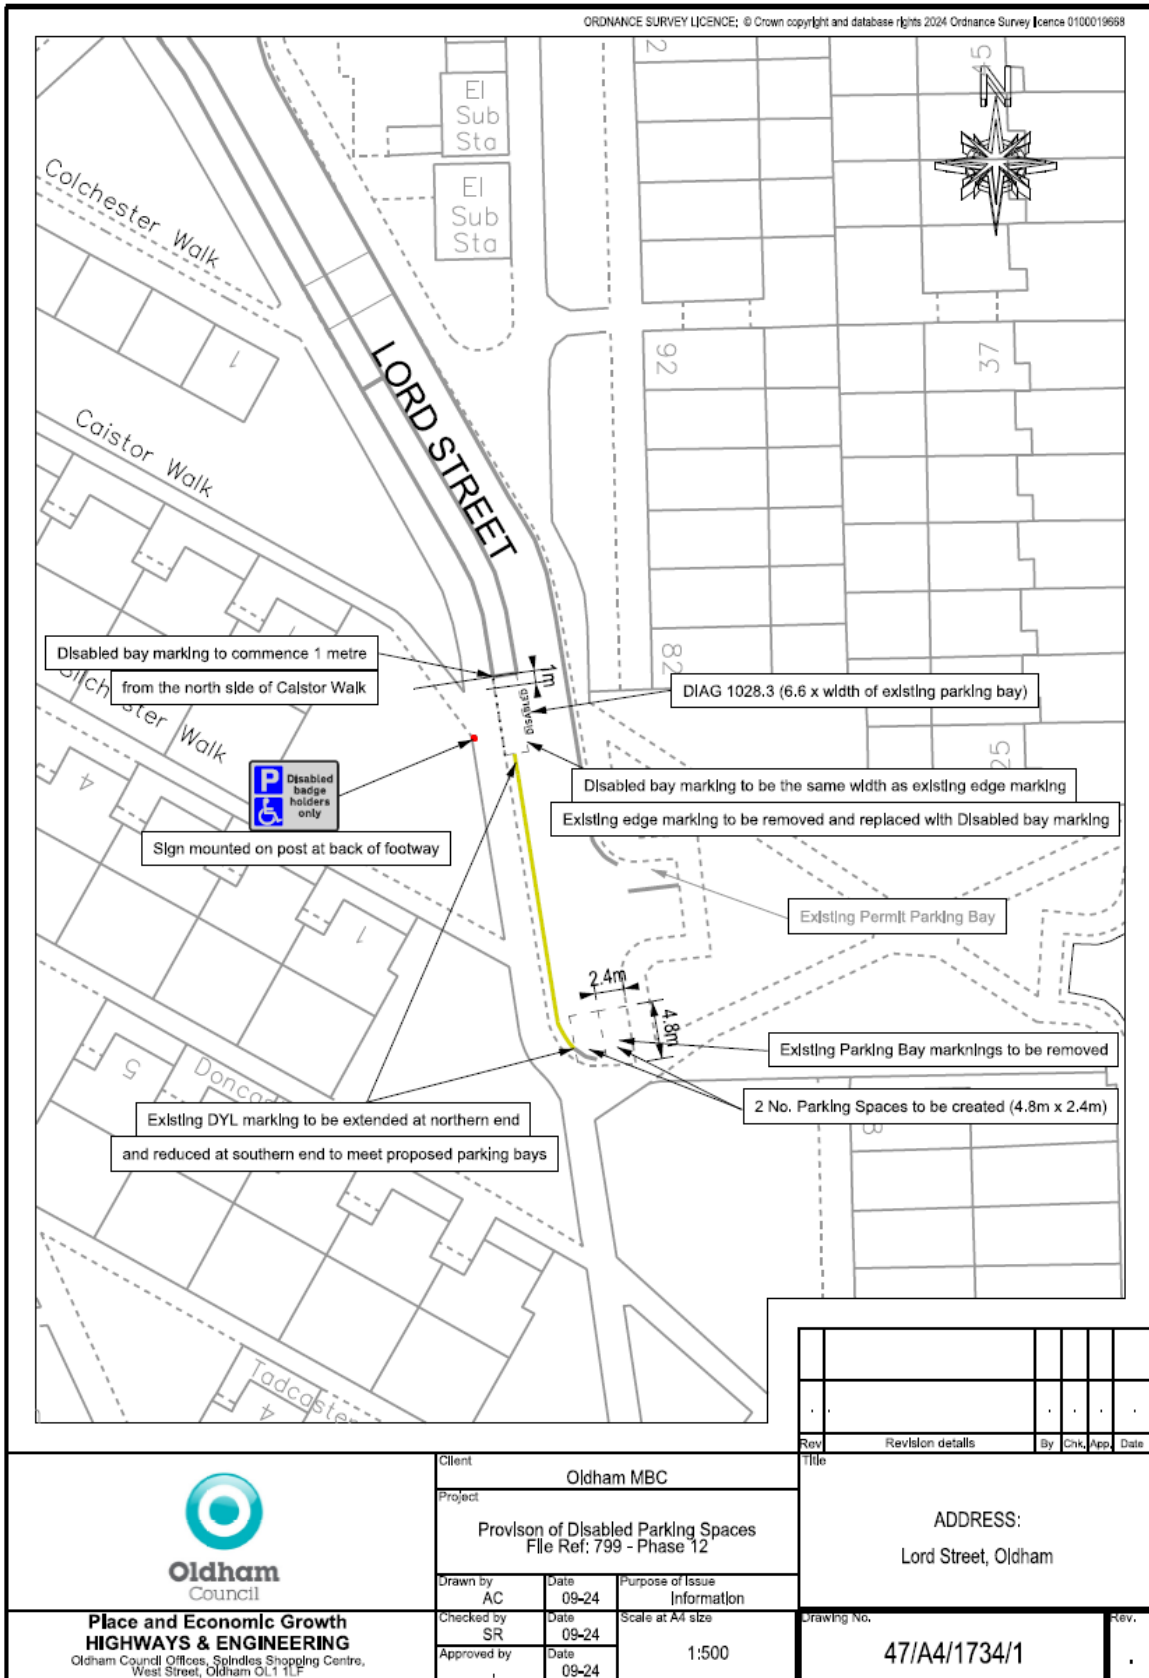 ORDNANCE SURVEY LICENCE; © Crown copyright and database rights 2024 Ordnance Survey licence 0100019668
El
Sub
Sta
El
Sub
Sta
2
45
N
Colchester Walk
1
LORD STREET
92
37
Caistor Walk
1
82
Disabled bay marking to commence 1 metre
from the north side of Caistor Walk
1m
DISABLED
DIAG 1028.3 (6.6 x width of existing parking bay)
Silchester Walk
4
25
P Disabled
badge
holders
only
Disabled bay marking to be the same width as existing edge marking
Existing edge marking to be removed and replaced with Disabled bay marking
Sign mounted on post at back of footway
Existing Permit Parking Bay
1
2.4m
4.8m
Existing Parking Bay marknings to be removed
5
2 No. Parking Spaces to be created (4.8m x 2.4m)
Existing DYL marking to be extended at northern end
and reduced at southern end to meet proposed parking bays
Tadcaster
4
Rev Revision details By Chk. App. Date
Oldham
Council
Client
Oldham MBC
Project
Provison of Disabled Parking Spaces
File Ref: 799 - Phase 12
Title
ADDRESS:
Lord Street, Oldham
Drawn by
AC
Date
09-24
Purpose of Issue
Information
Place and Economic Growth
HIGHWAYS & ENGINEERING
Oldham Council Offices, Spindles Shopping Centre,
West Street, Oldham OL1 1LF
Checked by
SR
Date
09-24
Scale at A4 size
1:500
Approved by
.
Date
09-24
Drawing No.
47/A4/1734/1
Rev.
.